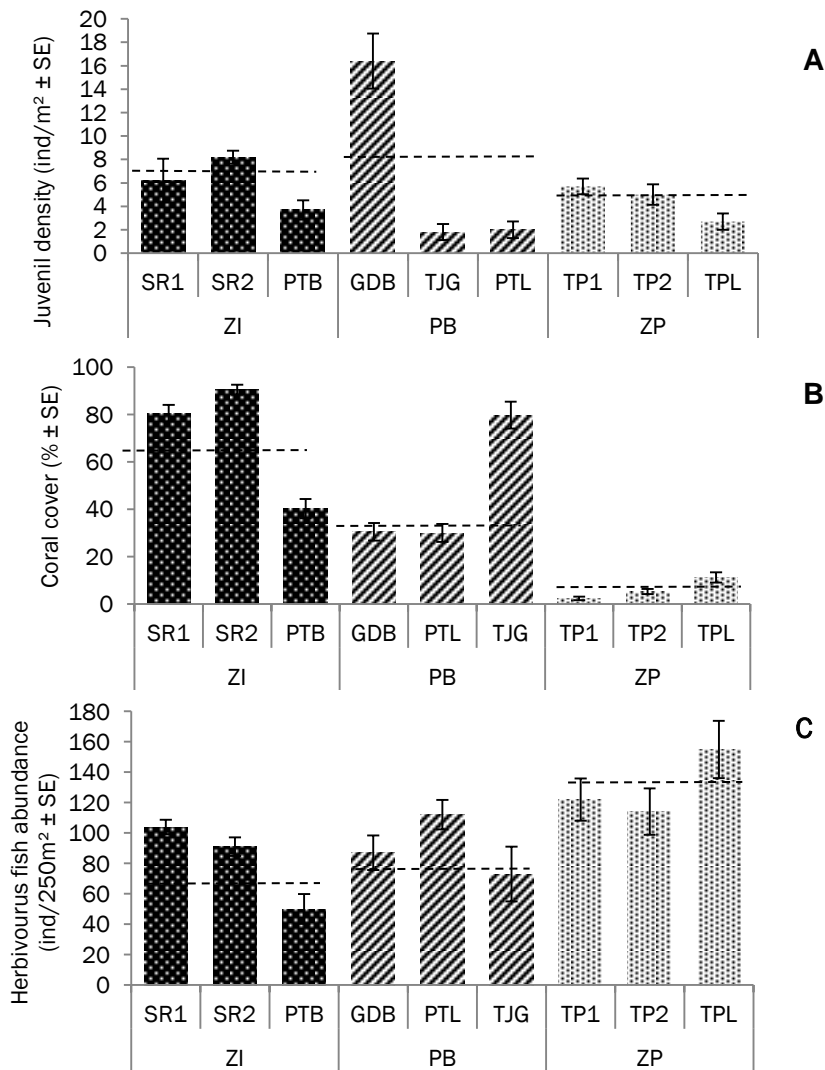 Juvenil density (ind/m² ± SE)
20
18
16
14
12
10
8
6
4
2
0
A
SR1 SR2 PTB GDB TJG PTL TP1 TP2 TPL
ZI PB ZP
Coral cover (% ± SE)
100
80
60
40
20
0
B
SR1 SR2 PTB GDB PTL TJG TP1 TP2 TPL
ZI PB ZP
Herbivourus fish abundance
(ind/250m² ± SE)
180
160
140
120
100
80
60
40
20
0
C
SR1 SR2 PTB GDB PTL TJG TP1 TP2 TPL
ZI PB ZP